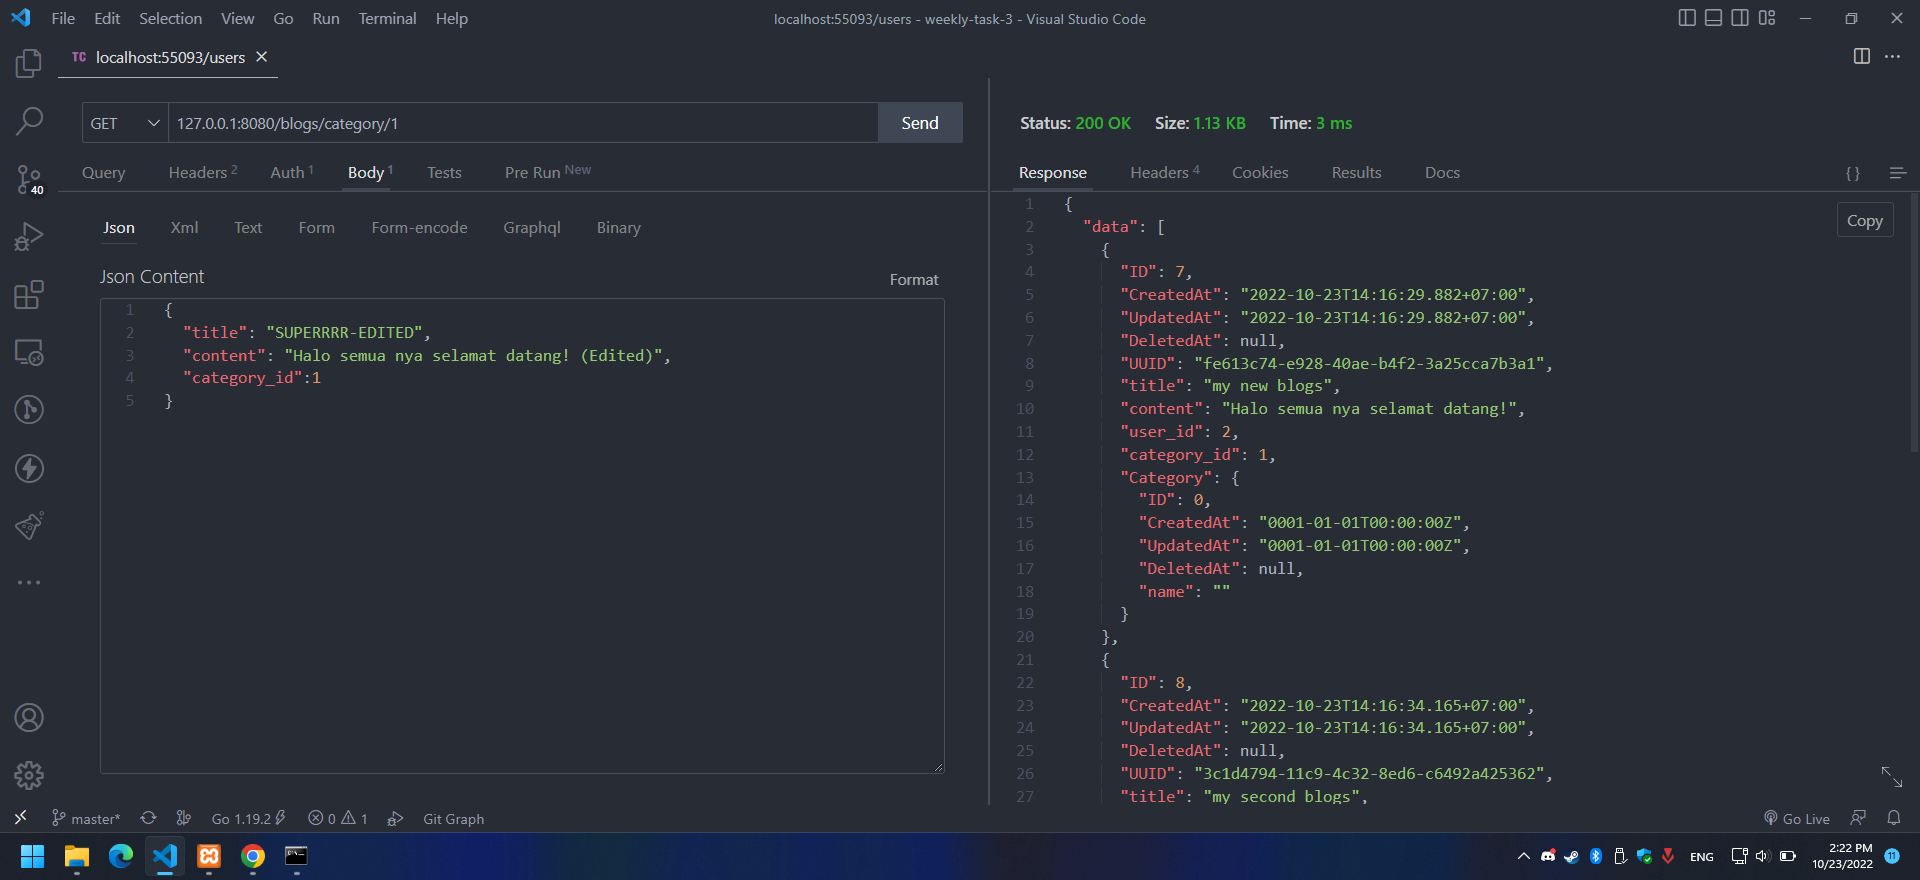 File Edit Selection View Go Run Terminal Help
localhost:55093/users - weekly-task-3 - Visual Studio Code
TC localhost:55093/users
GET 127.0.0.1:8080/blogs/category/1 Send
Query Headers 2 Auth 1 Body 1 Tests Pre Run New
Json Xml Text Form Form-encode Graphql Binary
Json Content
Format
1 {
2 "title": "SUPERRRR-EDITED",
3 "content": "Halo semua nya selamat datang! (Edited)",
4 "category_id":1
5 }
Status: 200 OK Size: 1.13 KB Time: 3 ms
Response Headers 4 Cookies Results Docs
{ }
Copy
1 {
2 "data": [
3 {
4 "ID": 7,
5 "CreatedAt": "2022-10-23T14:16:29.882+07:00",
6 "UpdatedAt": "2022-10-23T14:16:29.882+07:00",
7 "DeletedAt": null,
8 "UUID": "fe613c74-e928-40ae-b4f2-3a25cca7b3a1",
9 "title": "my new blogs",
10 "content": "Halo semua nya selamat datang!",
11 "user_id": 2,
12 "category_id": 1,
13 "Category": {
14 "ID": 0,
15 "CreatedAt": "0001-01-01T00:00:00Z",
16 "UpdatedAt": "0001-01-01T00:00:00Z",
17 "DeletedAt": null,
18 "name": ""
19 }
20 },
21 {
22 "ID": 8,
23 "CreatedAt": "2022-10-23T14:16:34.165+07:00",
24 "UpdatedAt": "2022-10-23T14:16:34.165+07:00",
25 "DeletedAt": null,
26 "UUID": "3c1d4794-11c9-4c32-8ed6-c6492a425362",
27 "title": "my second blogs",
40
master* Go 1.19.2 0 1 Git Graph
Go Live
ENG
2:22 PM
10/23/2022
11